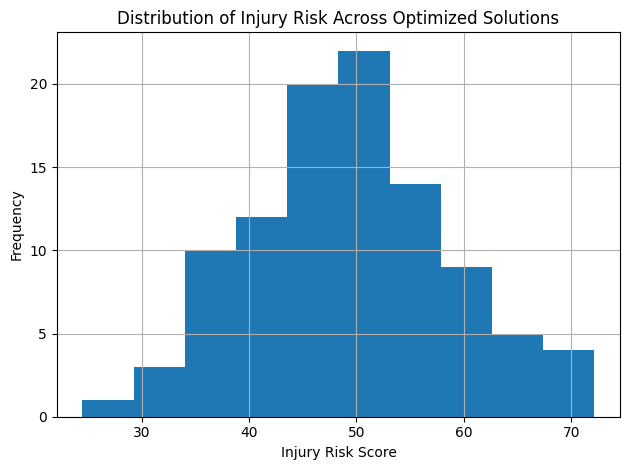 Distribution of Injury Risk Across Optimized Solutions
Frequency
20
15
10
5
0
30 40 50 60 70
Injury Risk Score